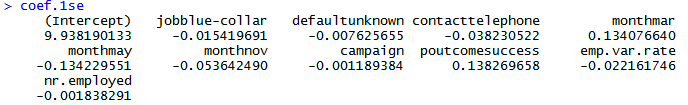 > coef.1se
(Intercept) jobblue-collar defaultunknown contacttelephone monthmar
9.938190133 -0.015419691 -0.007625655 -0.038230522 0.134076640
monthmay monthnov campaign poutcomesuccess emp.var.rate
-0.134229551 -0.053642490 -0.001189384 0.138269658 -0.022161746
nr.employed
-0.001838291